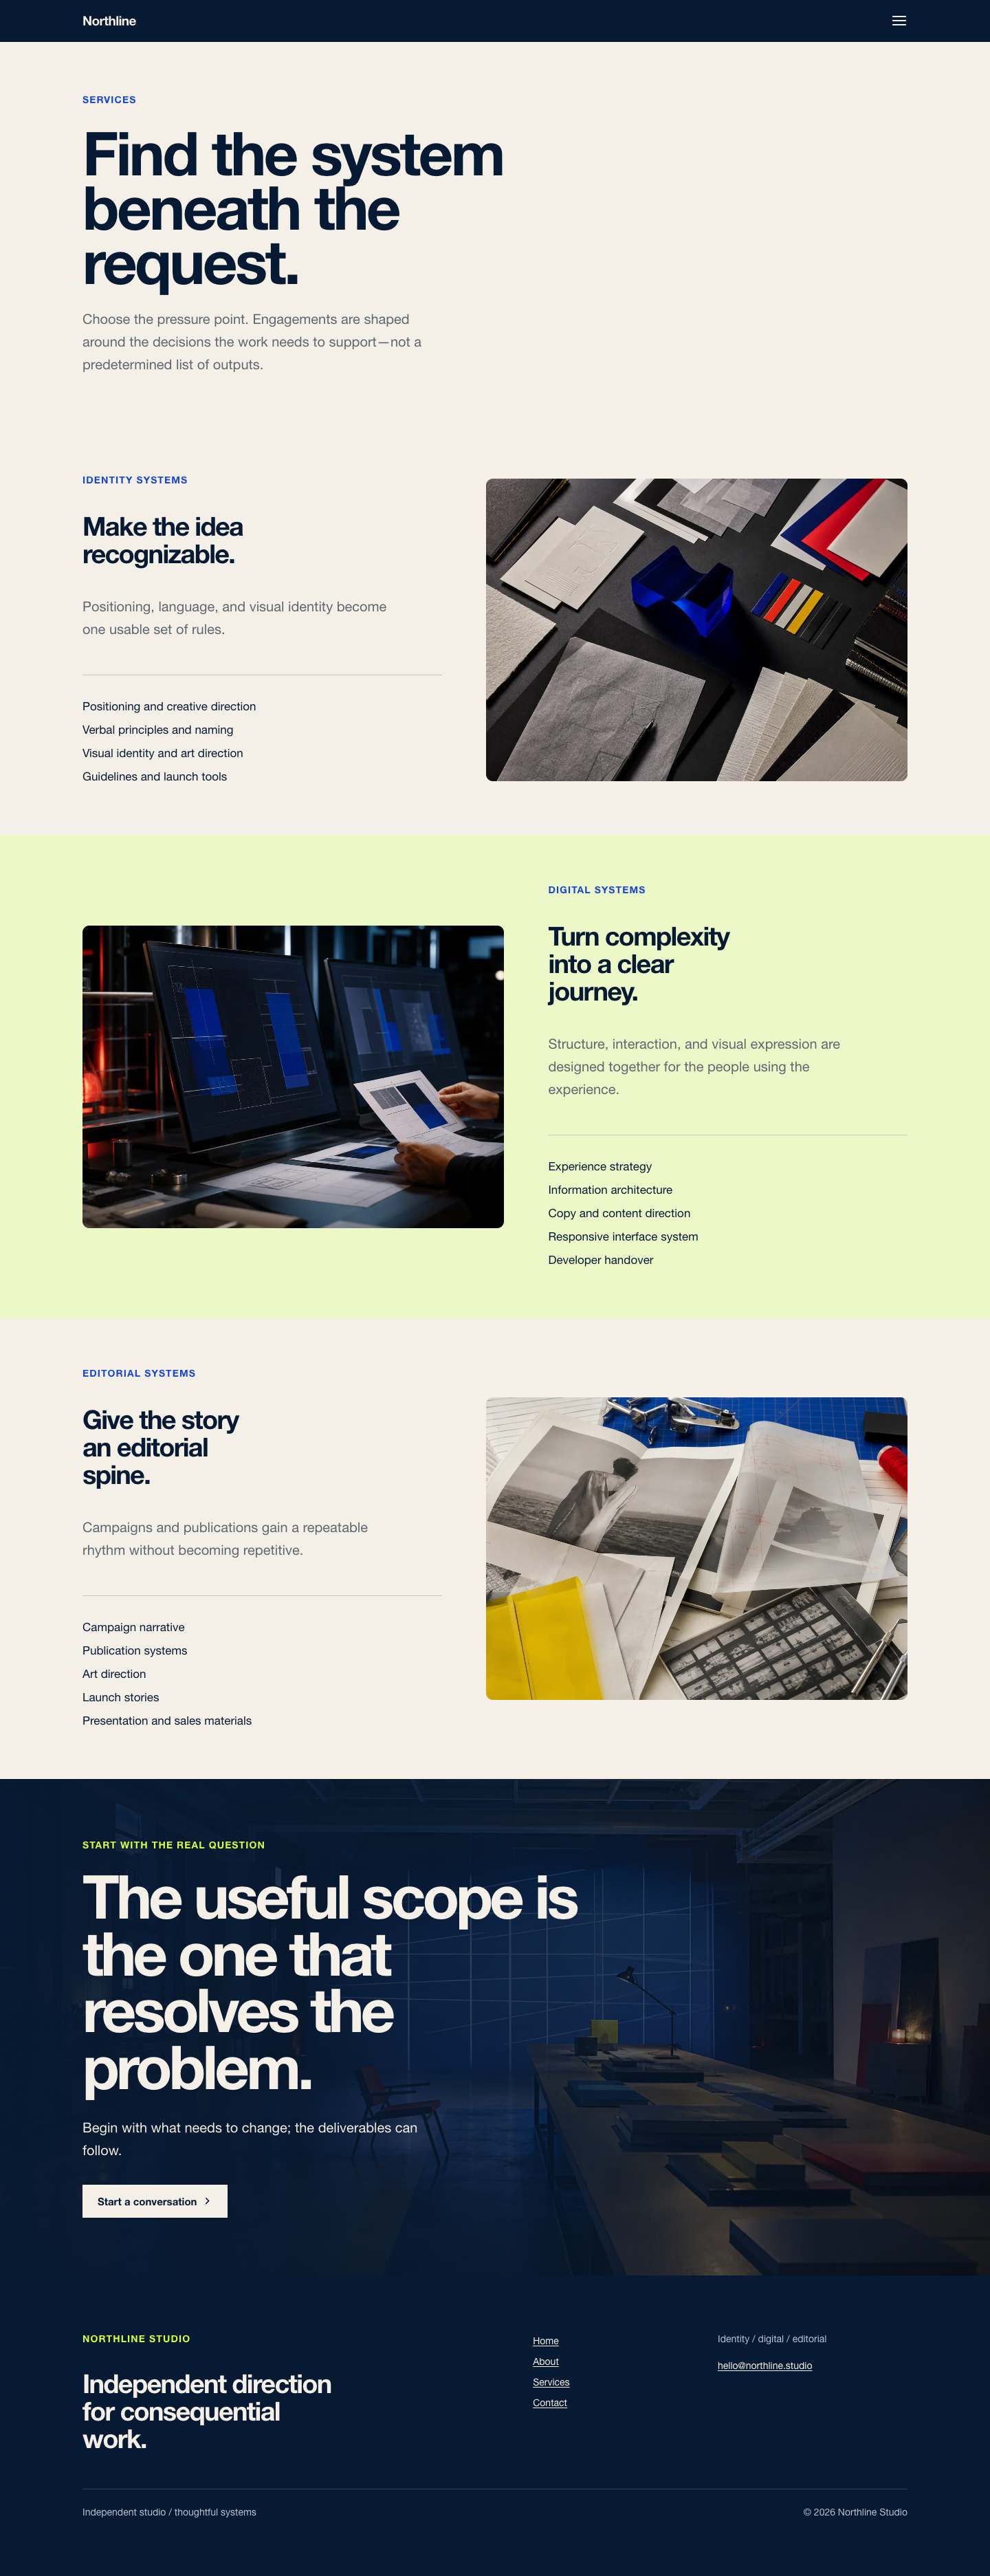 Northline
SERVICES
Find the system
beneath the
request.
Choose the pressure point. Engagements are shaped
around the decisions the work needs to support—not a
predetermined list of outputs.
IDENTITY SYSTEMS
Make the idea
recognizable.
Positioning, language, and visual identity become
one usable set of rules.
Positioning and creative direction
Verbal principles and naming
Visual identity and art direction
Guidelines and launch tools
DIGITAL SYSTEMS
Turn complexity
into a clear
journey.
Structure, interaction, and visual expression are
designed together for the people using the
experience.
Experience strategy
Information architecture
Copy and content direction
Responsive interface system
Developer handover
EDITORIAL SYSTEMS
Give the story
an editorial
spine.
Campaigns and publications gain a repeatable
rhythm without becoming repetitive.
Campaign narrative
Publication systems
Art direction
Launch stories
Presentation and sales materials
START WITH THE REAL QUESTION
The useful scope is
the one that
resolves the
problem.
Begin with what needs to change; the deliverables can
follow.
Start a conversation
NORTHLINE STUDIO
Independent direction
for consequential
work.
Home
About
Services
Contact
Identity / digital / editorial
hello@northline.studio
Independent studio / thoughtful systems
© 2026 Northline Studio